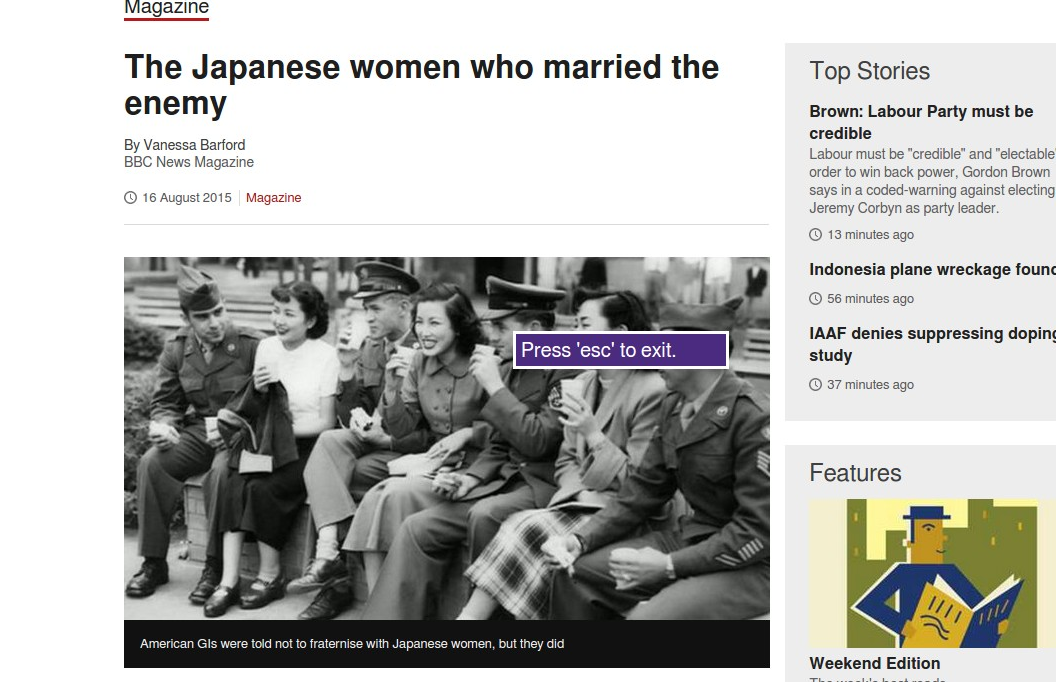 Magazine
The Japanese women who married the
enemy
By Vanessa Barford
BBC News Magazine
16 August 2015
Magazine
Press 'esc' to exit.
American GIs were told not to fraternise with Japanese women, but they did
Top Stories
Brown: Labour Party must be
credible
Labour must be "credible" and "electable"
order to win back power, Gordon Brown
says in a coded-warning against electing
Jeremy Corbyn as party leader.
13 minutes ago
Indonesia plane wreckage found
56 minutes ago
IAAF denies suppressing doping
study
37 minutes ago
Features
Weekend Edition
The week's best reads